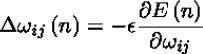 Δω_{ij} (n) = −ϵ ∂E (n) / ∂ω_{ij}